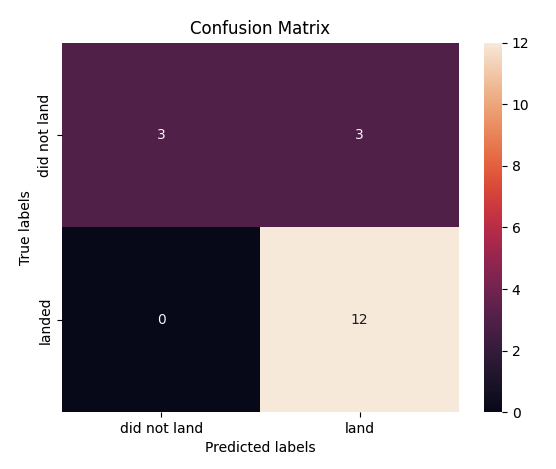 Confusion Matrix
True labels
did not land
landed
3
3
0
12
did not land
land
Predicted labels
12
10
8
6
4
2
0